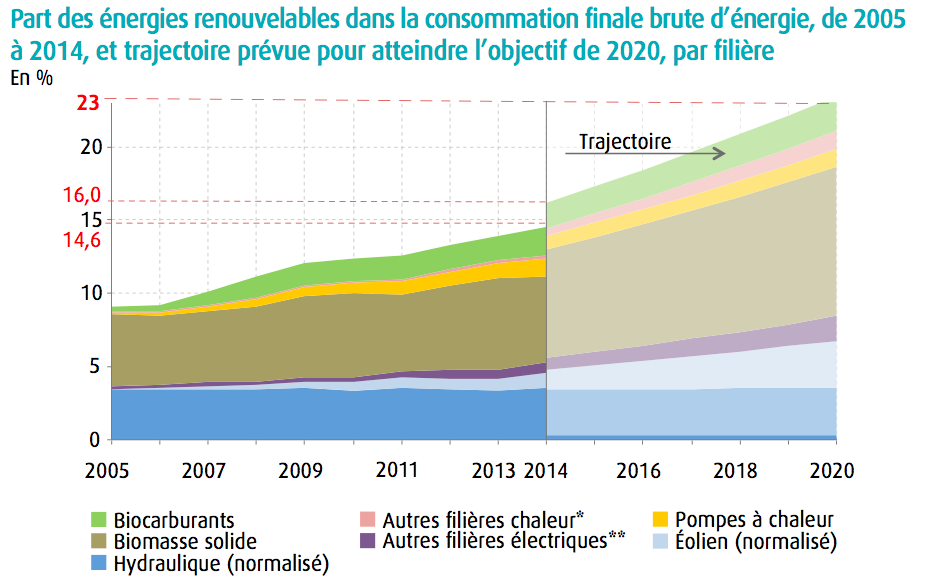 Part des énergies renouvelables dans la consommation finale brute d'énergie, de 2005
à 2014, et trajectoire prévue pour atteindre l'objectif de 2020, par filière
En %
23
20
Trajectoire
16,0
15
14,6
10
5
0
2005 2007 2009 2011 2013 2014 2016 2018 2020
Biocarburants Autres filières chaleur* Pompes à chaleur
Biomasse solide Autres filières électriques** Éolien (normalisé)
Hydraulique (normalisé)